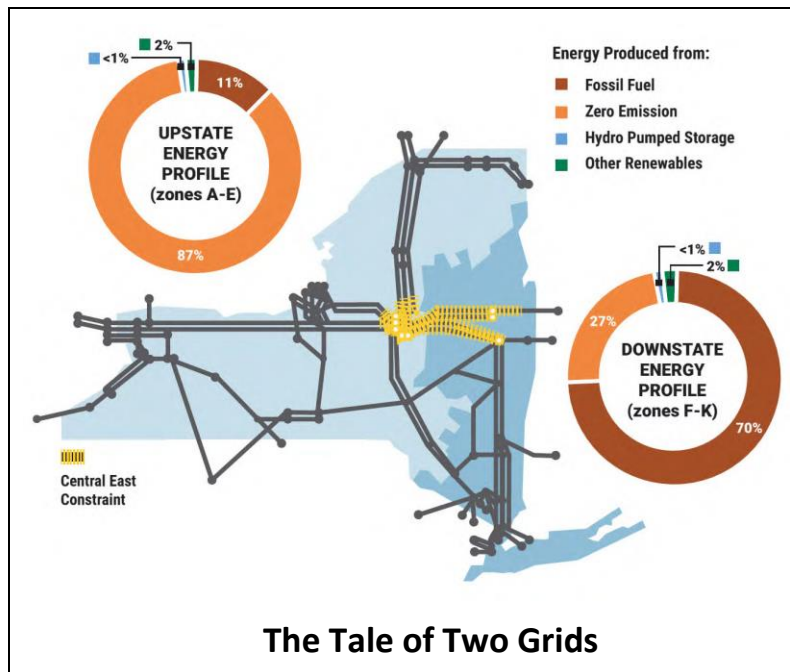 2%
<1%
11%
UPSTATE
ENERGY
PROFILE
(zones A-E)
87%
Energy Produced from:
Fossil Fuel
Zero Emission
Hydro Pumped Storage
Other Renewables
<1%
2%
27%
DOWNSTATE
ENERGY
PROFILE
(zones F-K)
70%
Central East
Constraint
The Tale of Two Grids